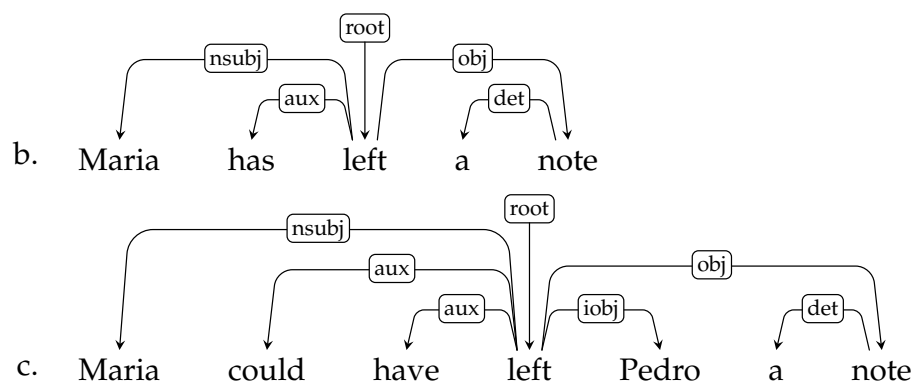 root
nsubj obj
aux det
b. Maria has left a note
root
nsubj
aux obj
aux iobj det
c. Maria could have left Pedro a note